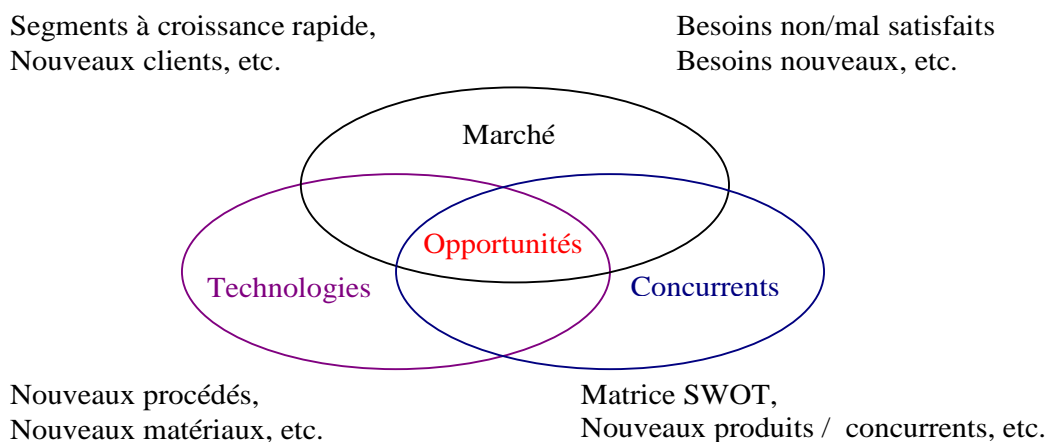 Segments à croissance rapide,
Nouveaux clients, etc.
Besoins non/mal satisfaits
Besoins nouveaux, etc.
Marché
Opportunités
Technologies
Concurrents
Nouveaux procédés,
Nouveaux matériaux, etc.
Matrice SWOT,
Nouveaux produits / concurrents, etc.